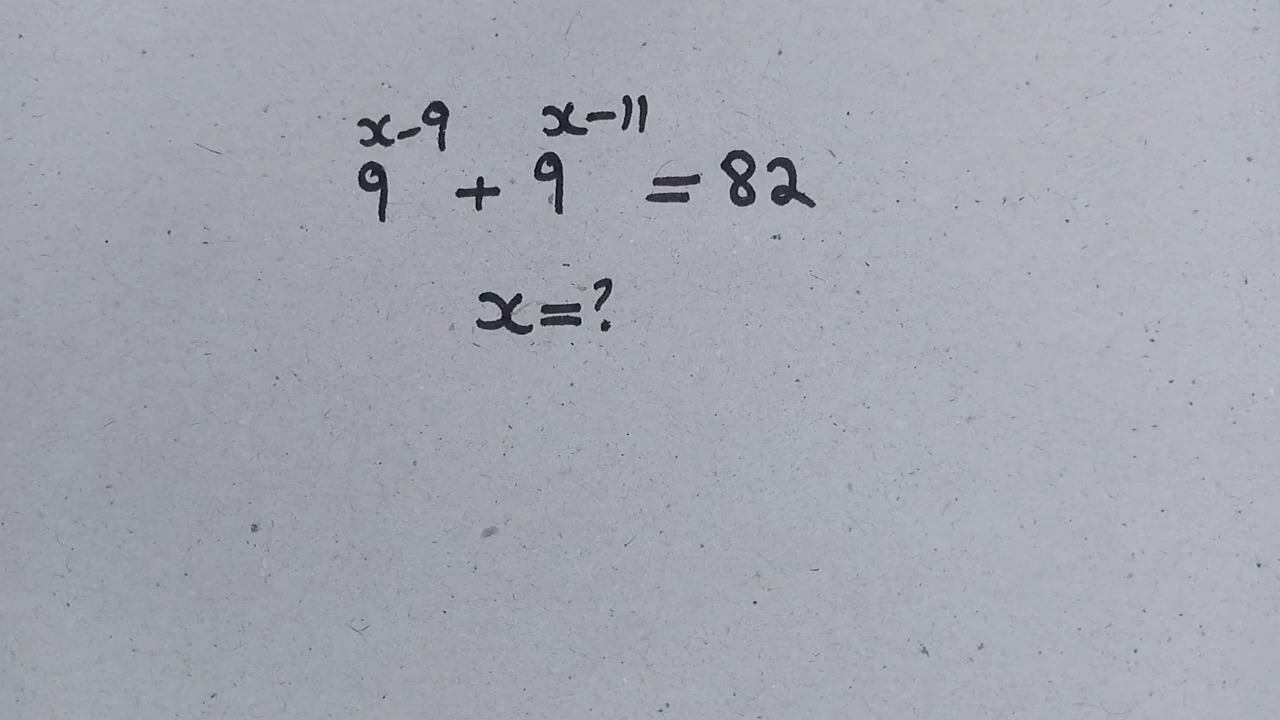 9^{x-9} + 9^{x-11} = 82
x = ?